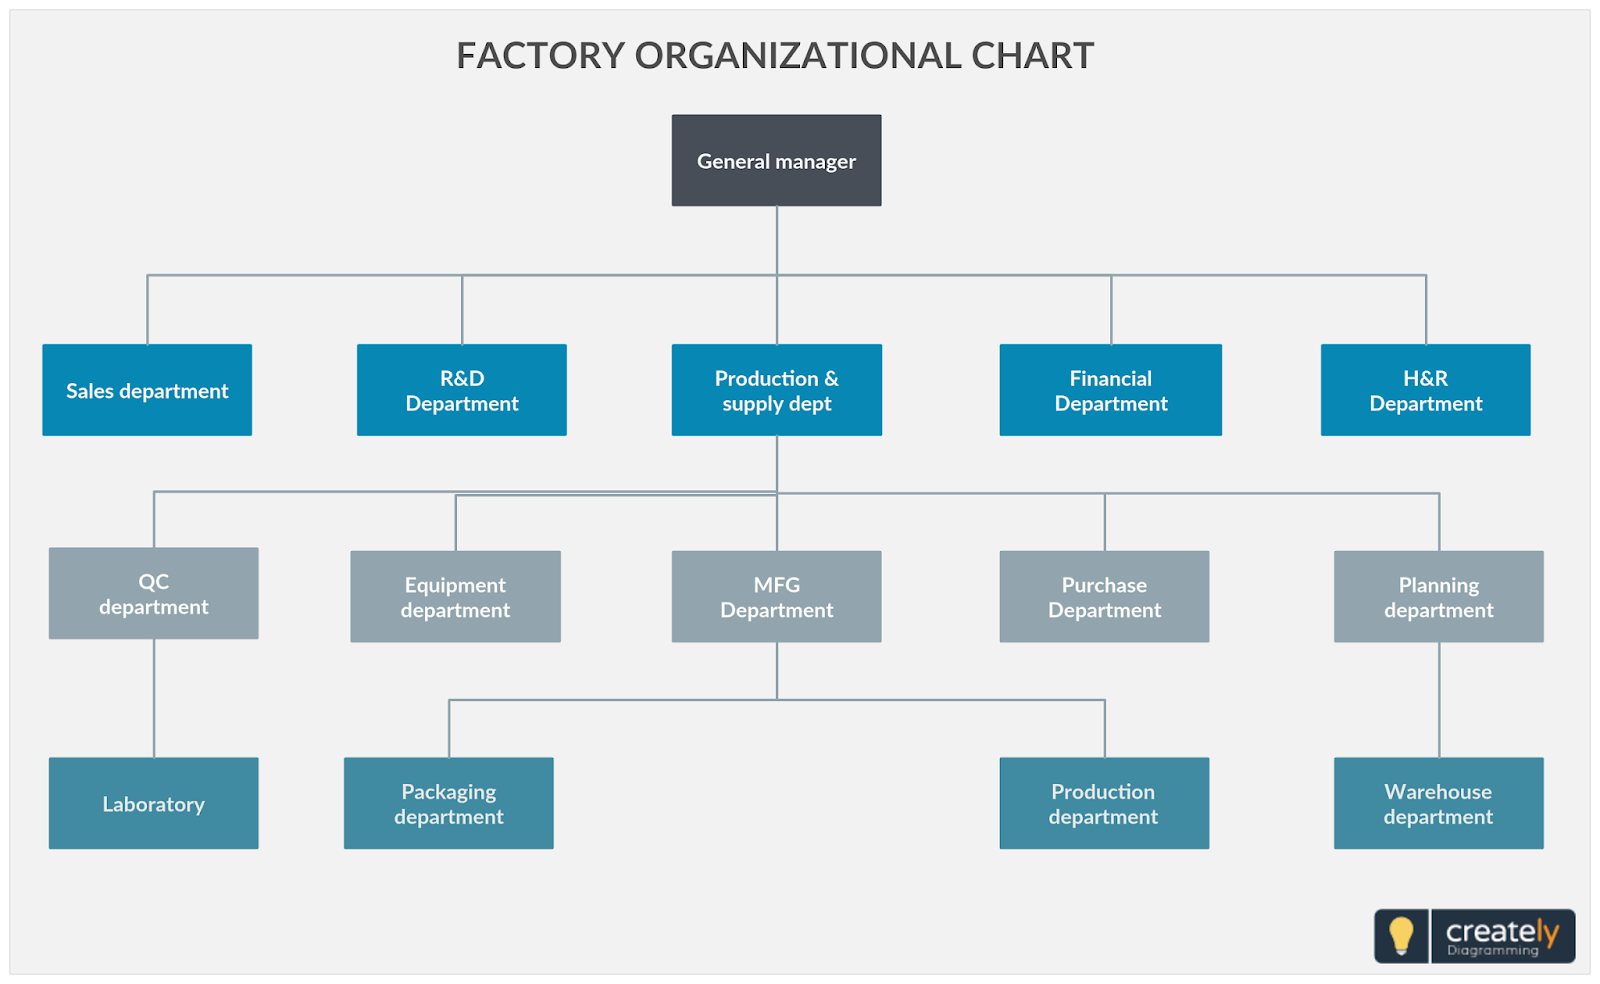 FACTORY ORGANIZATIONAL CHART
General manager
Sales department
R&D
Department
Production &
supply dept
Financial
Department
H&R
Department
QC
department
Equipment
department
MFG
Department
Purchase
Department
Planning
department
Laboratory
Packaging
department
Production
department
Warehouse
department
creately
Diagramming